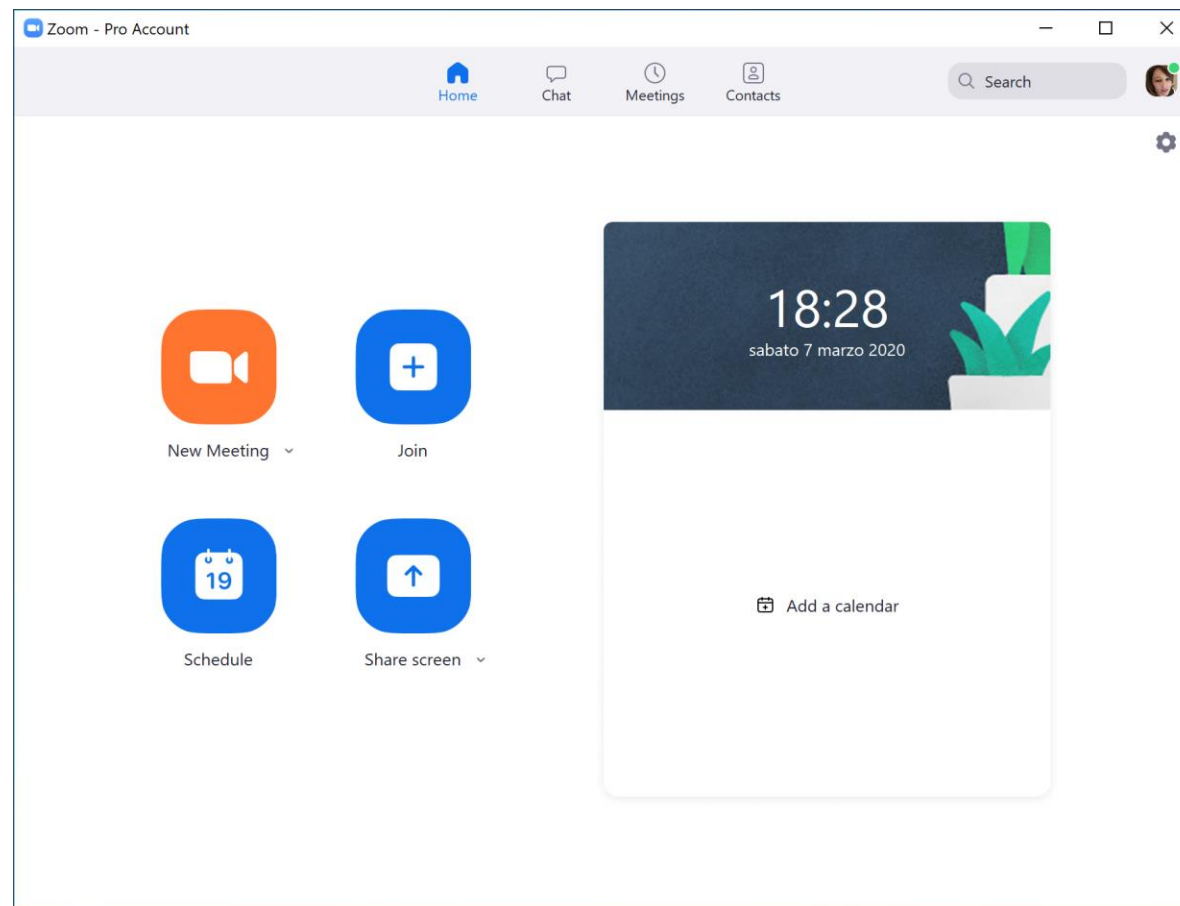 Zoom - Pro Account
Home Chat Meetings Contacts Search
18:28
sabato 7 marzo 2020
New Meeting Join
19
Schedule Share screen
Add a calendar